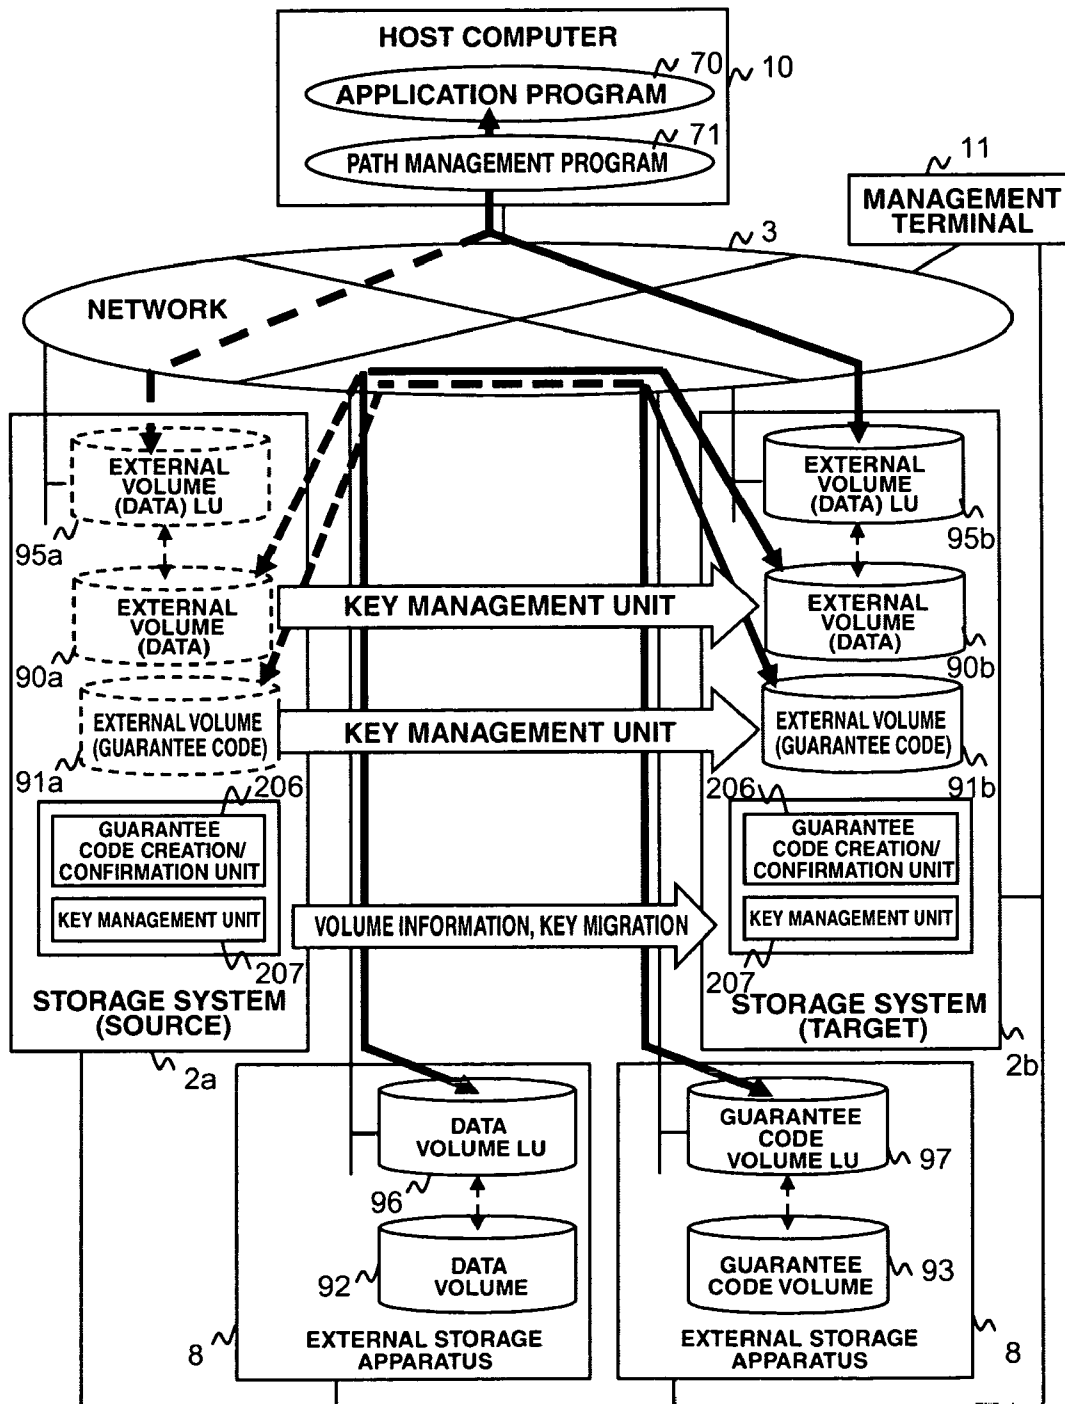 HOST COMPUTER
70
10
APPLICATION PROGRAM
71
PATH MANAGEMENT PROGRAM
11
MANAGEMENT
TERMINAL
3
NETWORK
EXTERNAL
VOLUME
(DATA) LU
95a
EXTERNAL
VOLUME
(DATA) LU
95b
EXTERNAL
VOLUME
(DATA)
90a
KEY MANAGEMENT UNIT
EXTERNAL
VOLUME
(DATA)
90b
EXTERNAL VOLUME
(GUARANTEE CODE)
91a
KEY MANAGEMENT UNIT
EXTERNAL VOLUME
(GUARANTEE CODE)
91b
206
GUARANTEE
CODE CREATION/
CONFIRMATION UNIT
KEY MANAGEMENT UNIT
207
STORAGE SYSTEM
(SOURCE)
2a
VOLUME INFORMATION, KEY MIGRATION
206
GUARANTEE
CODE CREATION/
CONFIRMATION UNIT
KEY MANAGEMENT UNIT
207
STORAGE SYSTEM
(TARGET)
2b
DATA
VOLUME LU
96
DATA
VOLUME
92
EXTERNAL STORAGE
APPARATUS
8
GUARANTEE
CODE
VOLUME LU
97
GUARANTEE
CODE VOLUME
93
EXTERNAL STORAGE
APPARATUS
8